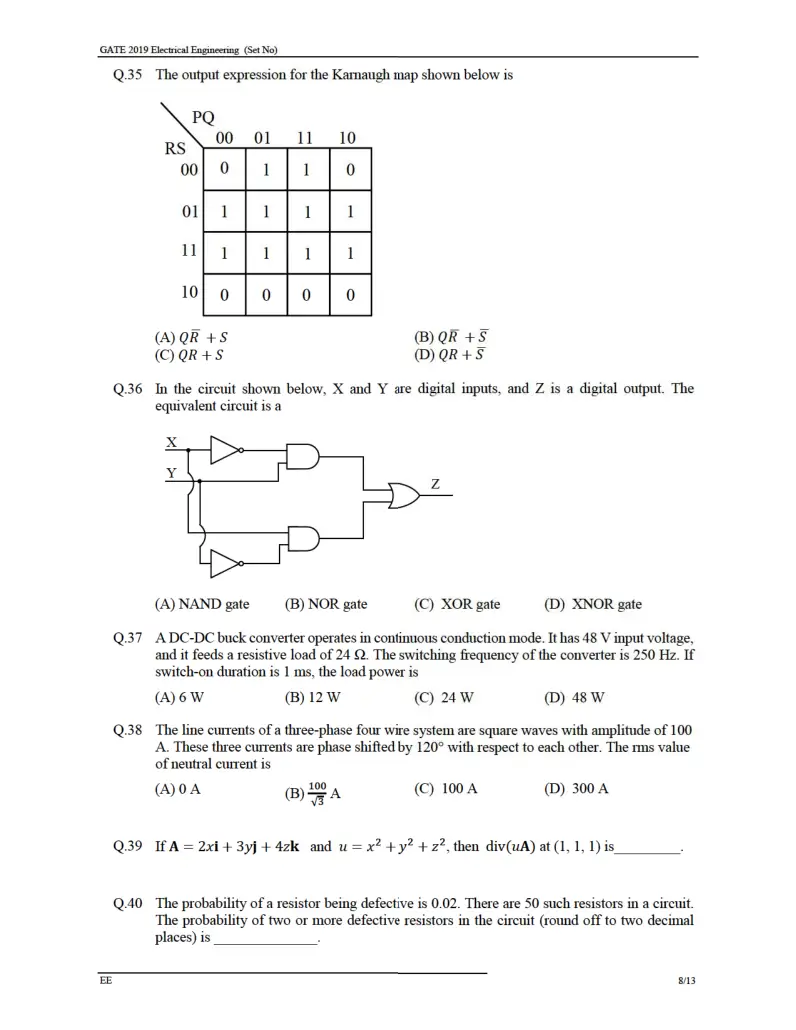 GATE 2019 Electrical Engineering (Set No)
Q.35 The output expression for the Karnaugh map shown below is
PQ
RS
00 01 11 10
00 0 1 1 0
01 1 1 1 1
11 1 1 1 1
10 0 0 0 0
(A) QR̅ + S (B) QR̅ + S̅
(C) QR + S (D) QR + S̅
Q.36 In the circuit shown below, X and Y are digital inputs, and Z is a digital output. The
equivalent circuit is a
X
Y
Z
(A) NAND gate (B) NOR gate (C) XOR gate (D) XNOR gate
Q.37 A DC-DC buck converter operates in continuous conduction mode. It has 48 V input voltage,
and it feeds a resistive load of 24 Ω. The switching frequency of the converter is 250 Hz. If
switch-on duration is 1 ms, the load power is
(A) 6 W (B) 12 W (C) 24 W (D) 48 W
Q.38 The line currents of a three-phase four wire system are square waves with amplitude of 100
A. These three currents are phase shifted by 120° with respect to each other. The rms value
of neutral current is
(A) 0 A (B) 100/√3 A (C) 100 A (D) 300 A
Q.39 If A = 2xi + 3yj + 4zk and u = x² + y² + z², then div(uA) at (1, 1, 1) is_________.
Q.40 The probability of a resistor being defective is 0.02. There are 50 such resistors in a circuit.
The probability of two or more defective resistors in the circuit (round off to two decimal
places) is ______________.
EE 8/13